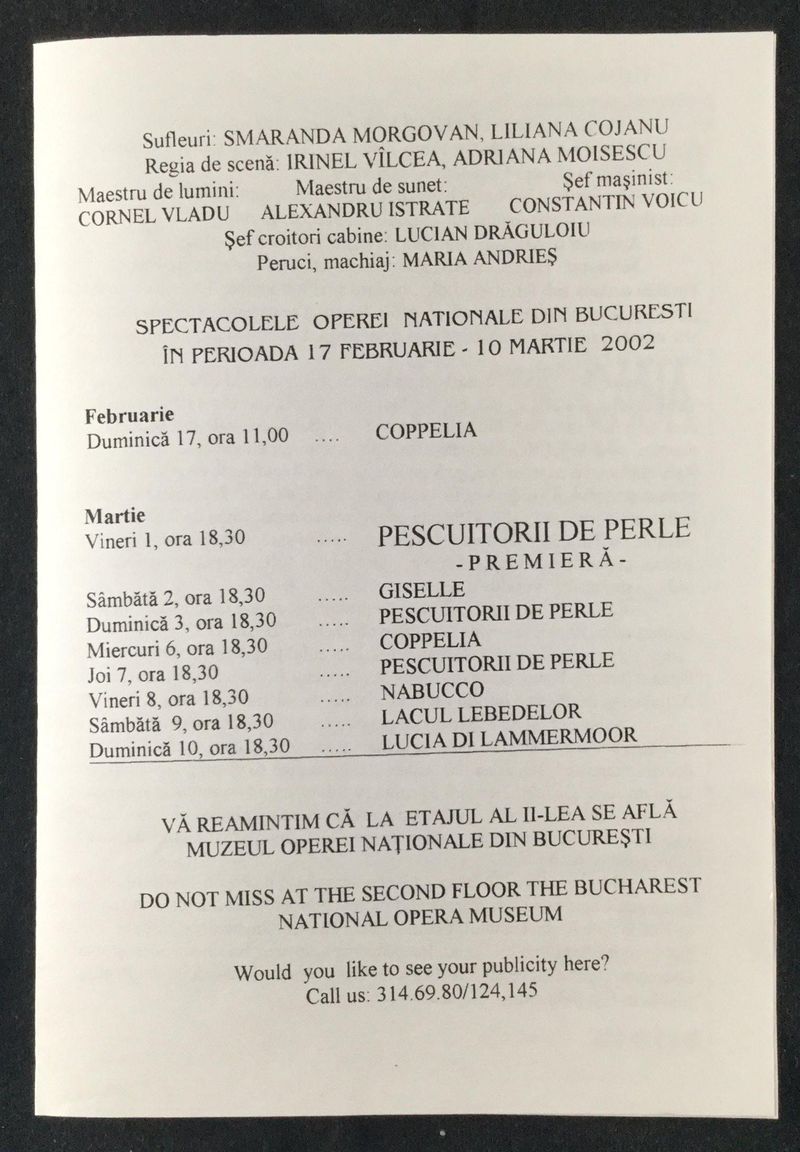 Sufleuri: SMARANDA MORGOVAN, LILIANA COJANU
Regia de scenă: IRINEL VÎLCEA, ADRIANA MOISESCU
Maestru de lumini: Maestru de sunet: Şef maşinist:
CORNEL VLADU ALEXANDRU ISTRATE CONSTANTIN VOICU
Şef croitori cabine: LUCIAN DRĂGULOIU
Peruci, machiaj: MARIA ANDRIEŞ
SPECTACOLELE OPEREI NATIONALE DIN BUCURESTI
ÎN PERIOADA 17 FEBRUARIE - 10 MARTIE 2002
Februarie
Duminică 17, ora 11,00 .... COPPELIA
Martie
Vineri 1, ora 18,30 ..... PESCUITORII DE PERLE
-PREMIERĂ-
Sâmbătă 2, ora 18,30 ..... GISELLE
Duminică 3, ora 18,30 ..... PESCUITORII DE PERLE
Miercuri 6, ora 18,30 ..... COPPELIA
Joi 7, ora 18,30 ..... PESCUITORII DE PERLE
Vineri 8, ora 18,30 ..... NABUCCO
Sâmbătă 9, ora 18,30 ..... LACUL LEBEDELOR
Duminică 10, ora 18,30 ..... LUCIA DI LAMMERMOOR
VĂ REAMINTIM CĂ LA ETAJUL AL II-LEA SE AFLĂ
MUZEUL OPEREI NAŢIONALE DIN BUCUREŞTI
DO NOT MISS AT THE SECOND FLOOR THE BUCHAREST
NATIONAL OPERA MUSEUM
Would you like to see your publicity here?
Call us: 314.69.80/124,145